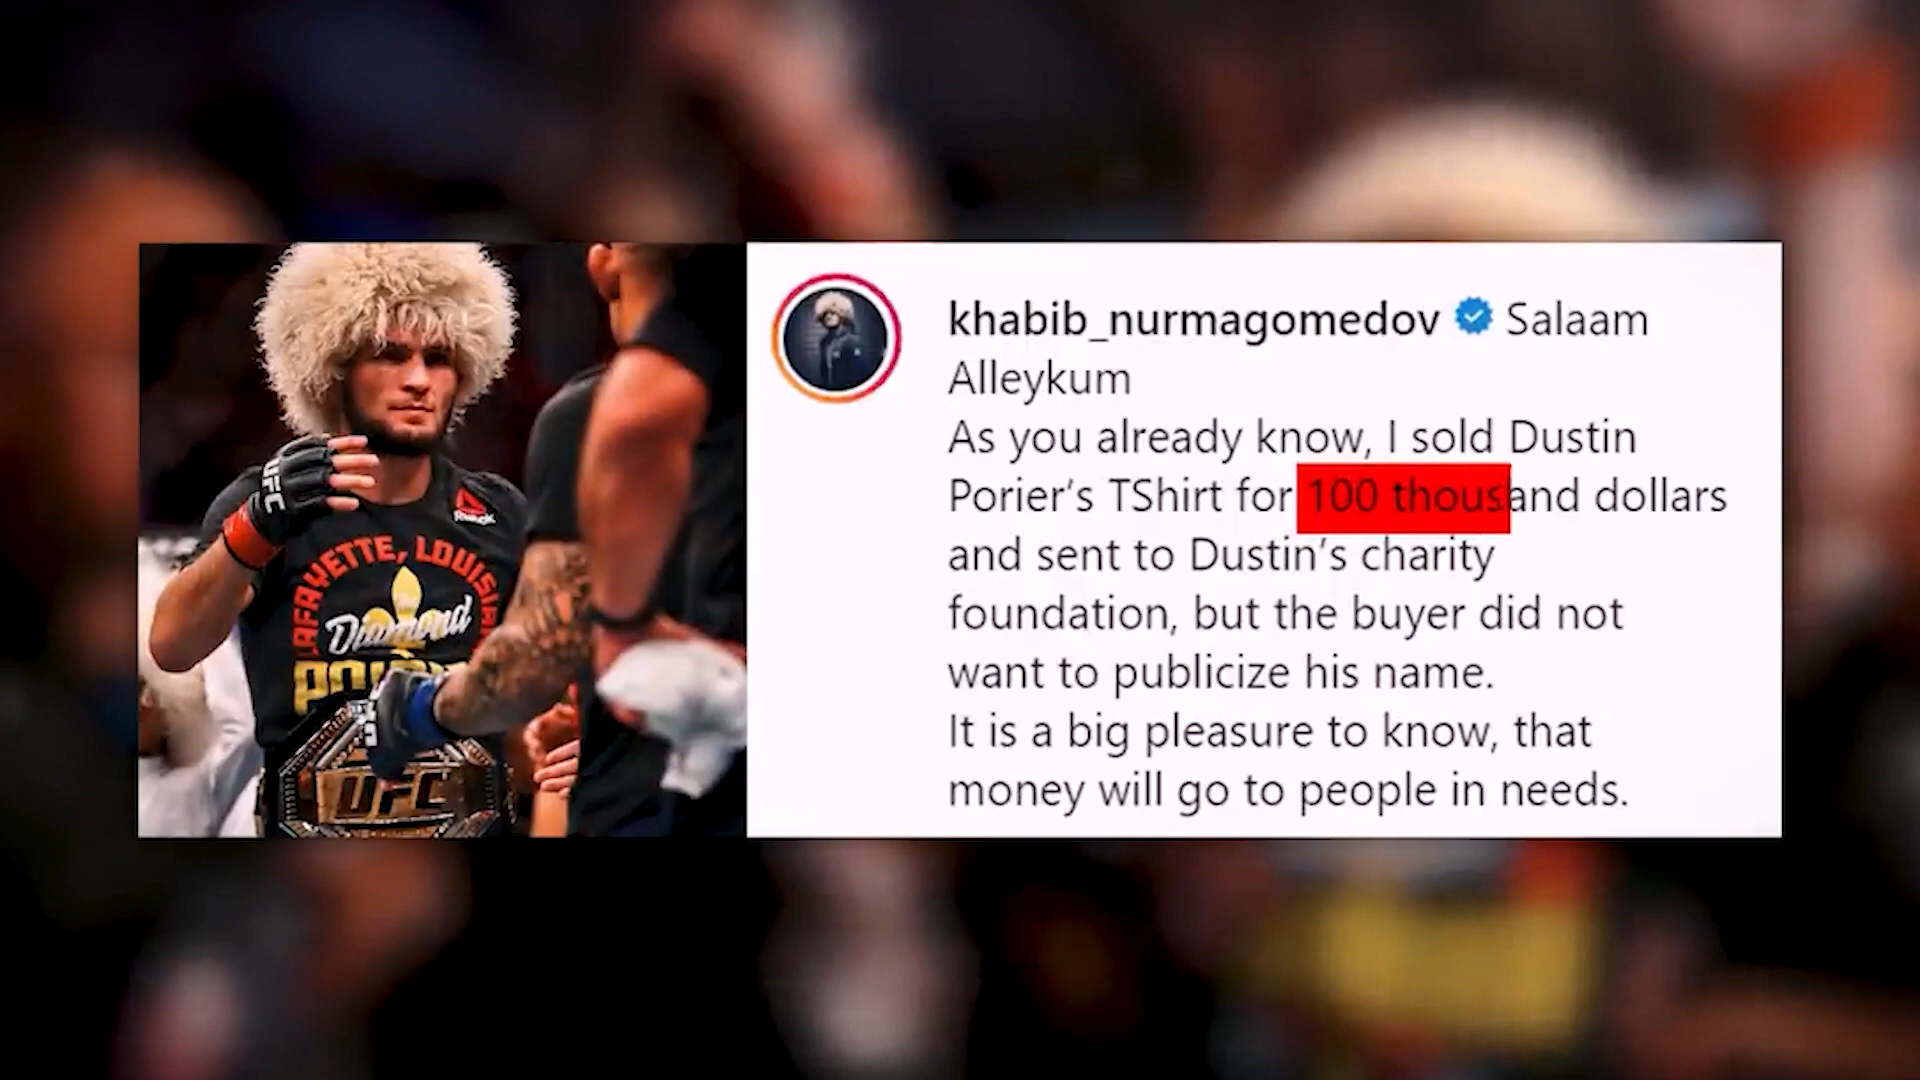 UFC
Reebok
LAFAYETTE, LOUISIA
The
Diamond
POI
UFC
khabib_nurmagomedov Salaam
Alleykum
As you already know, I sold Dustin
Porier's TShirt for 100 thousand dollars
and sent to Dustin's charity
foundation, but the buyer did not
want to publicize his name.
It is a big pleasure to know, that
money will go to people in needs.